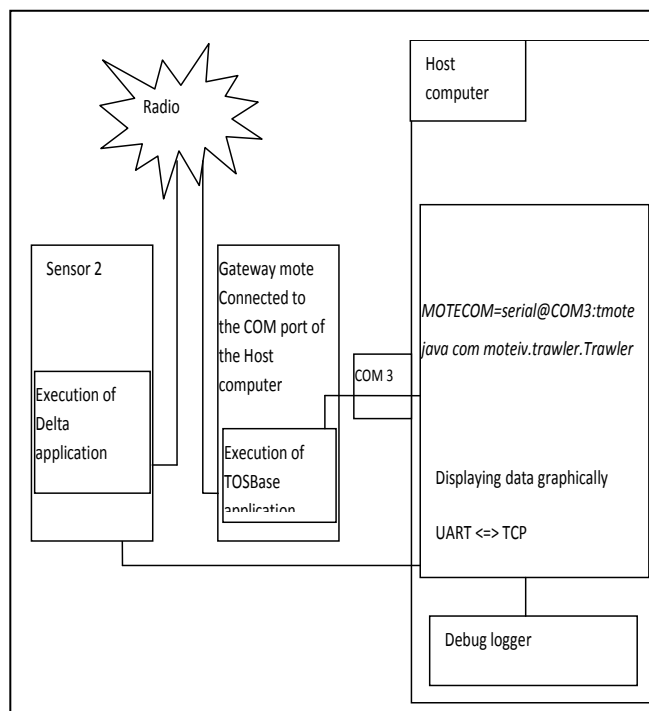 Host
computer
Radio
Sensor 2
Gateway mote
Connected to
the COM port of
the Host
computer
MOTECOM=serial@COM3:tmote
java com moteiv.trawler.Trawler
COM 3
Execution of
Delta
application
Execution of
TOSBase
application
Displaying data graphically
UART <=> TCP
Debug logger